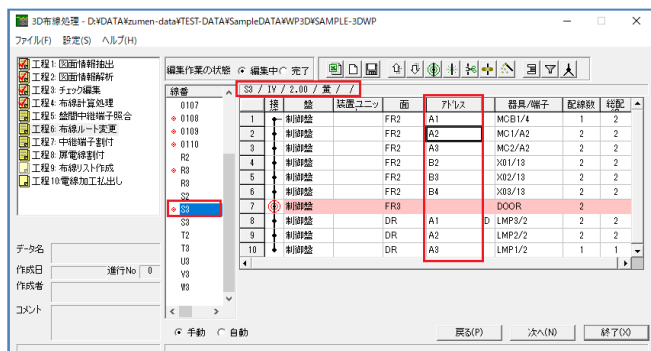 3D布線処理 - D:¥DATA¥zumen-data¥TEST-DATA¥SampleDATA¥WP3D¥SAMPLE-3DWP
ファイル(F) 設定(S) ヘルプ(H)
工程1: 図面情報抽出
工程2: 図面情報解析
工程3: チェック編集
工程4: 布線計算処理
工程5: 盤間中継端子照合
工程6: 布線ルート変更
工程7: 中継端子割付
工程8: 扉電線割付
工程9: 布線リスト作成
工程10:電線加工払出し
データ名
作成日 進行No 0
作成者
コメント
編集作業の状態 編集中 完了
線番
0107
0108
0109
0110
R2
R3
R3
S2
S3
S3
T2
T3
U3
V3
W3
手動 自動
S3 / IV / 2.00 / 黄 / /
接 盤 装置ユニッ 面 アドレス 器具/端子 配線数 総配
1 制御盤 FR2 A1 MCB1/4 1 2
2 制御盤 FR2 A2 MC1/A2 2 2
3 制御盤 FR2 A3 MC2/A2 2 2
4 制御盤 FR2 B2 X01/13 2 2
5 制御盤 FR2 B3 X02/13 2 2
6 制御盤 FR2 B4 X03/13 2 2
7 制御盤 FR3 DOOR 2
8 制御盤 DR A1 D LMP3/2 2 2
9 制御盤 DR A2 LMP2/2 2 2
10 制御盤 DR A3 LMP1/2 1 1
戻る(P) 次へ(N) 終了(X)